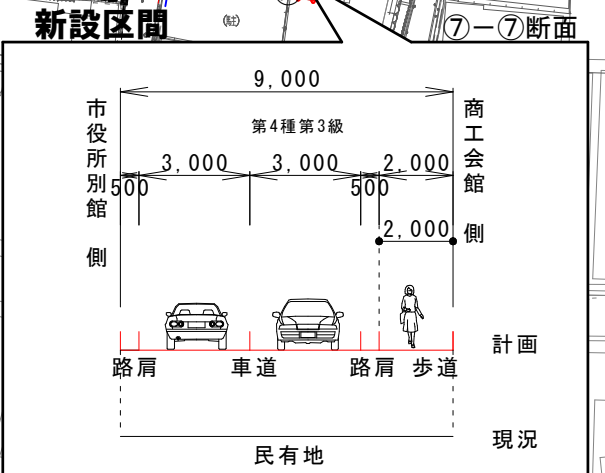 新設区間
(駐)
⑦-⑦断面
9,000
市役所別館側
第4種第3級
商工会館側
500
3,000
3,000
500
2,000
2,000
計画
路肩
車道
路肩
歩道
現況
民有地